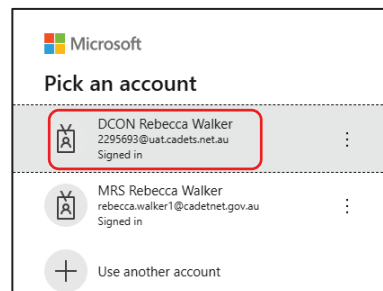 Microsoft
Pick an account
DCON Rebecca Walker
2295693@uat.cadets.net.au
Signed in
MRS Rebecca Walker
rebecca.walker1@cadetnet.gov.au
Signed in
Use another account